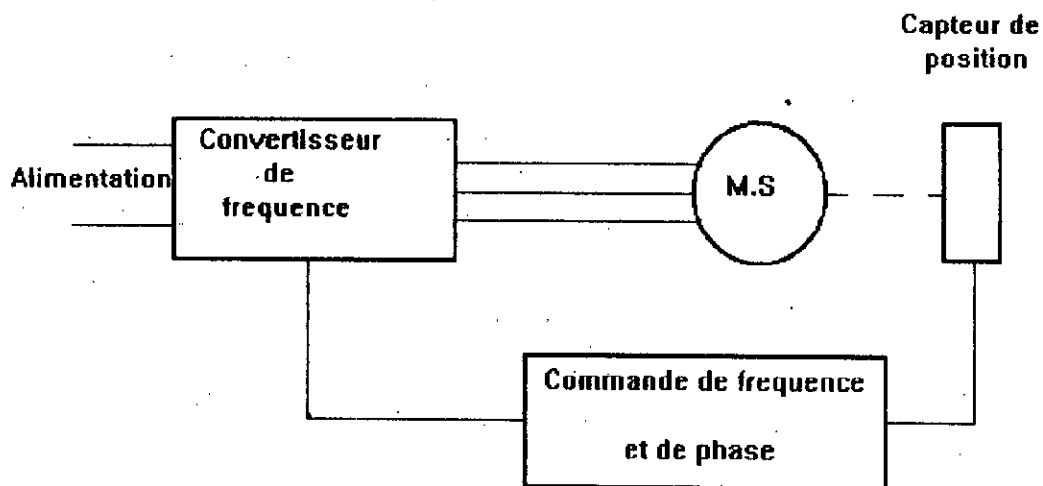 Capteur de
position
Convertisseur
de
frequence
Alimentation
M.S
Commande de frequence
et de phase